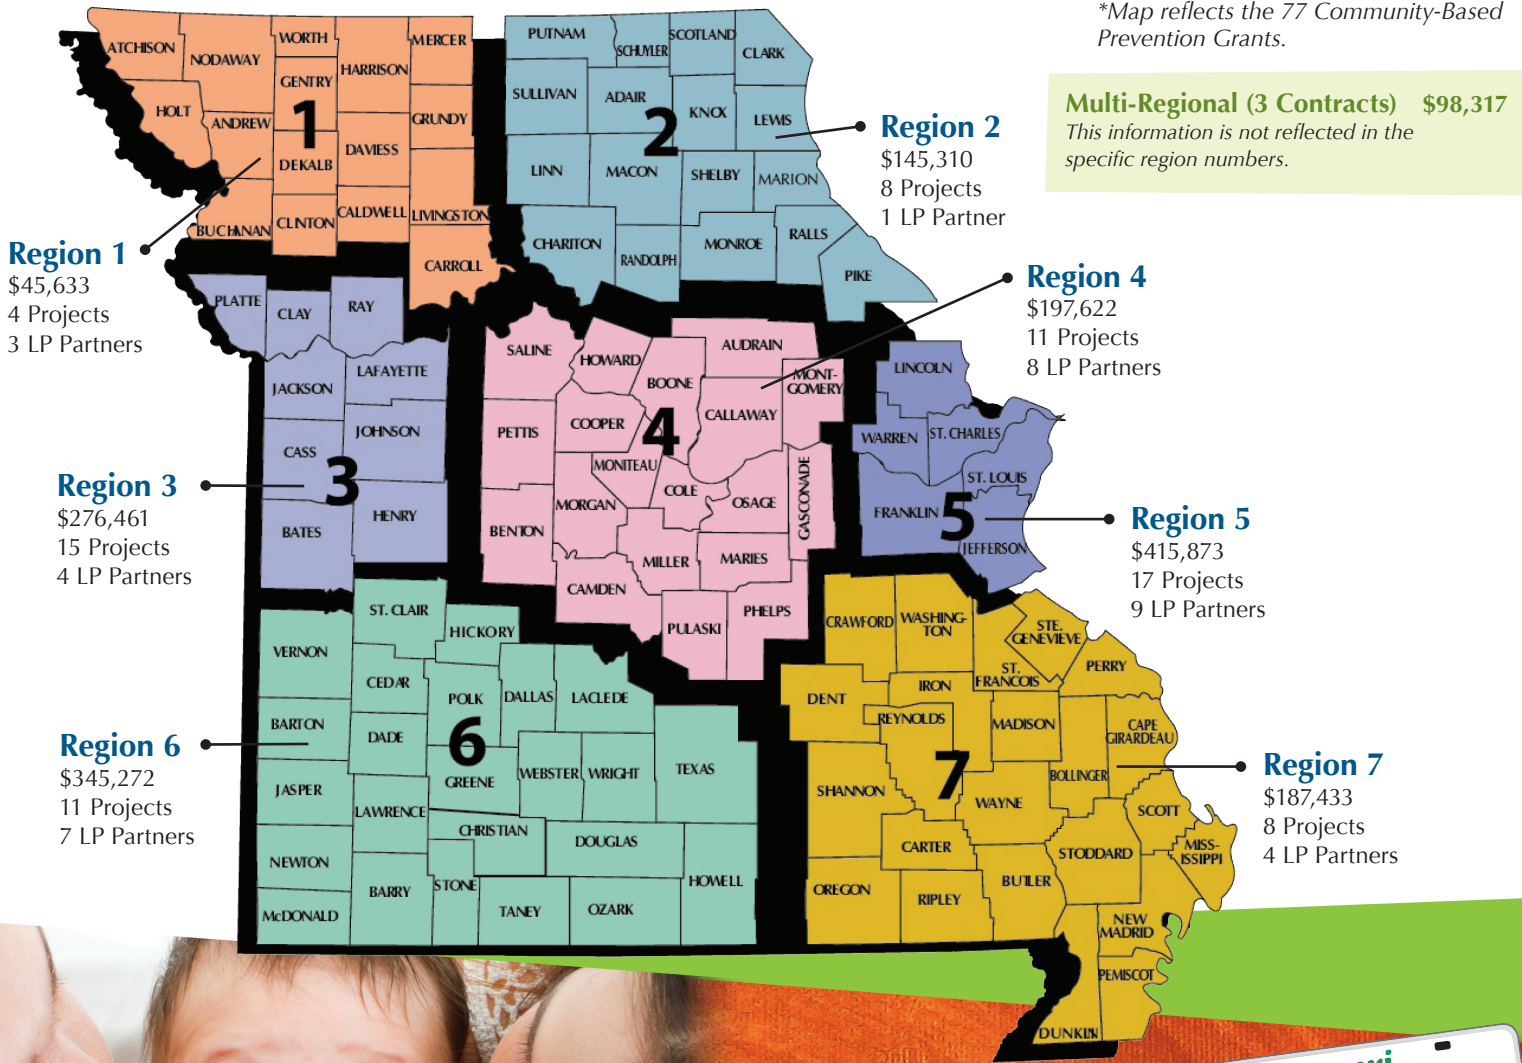 *Map reflects the 77 Community-Based
Prevention Grants.
Multi-Regional (3 Contracts) $98,317
This information is not reflected in the
specific region numbers.
ATCHISON
NODAWAY
WORTH
MERCER
GENTRY
HARRISON
HOLT
ANDREW
1
GRUNDY
DEKALB
DAVIESS
BUCHANAN
CLINTON
CALDWELL
LIVINGSTON
CARROLL
Region 1
$45,633
4 Projects
3 LP Partners
PUTNAM
SCHUYLER
SCOTLAND
CLARK
SULLIVAN
ADAIR
KNOX
LEWIS
2
LINN
MACON
SHELBY
MARION
CHARITON
RANDOLPH
MONROE
RALLS
PIKE
Region 2
$145,310
8 Projects
1 LP Partner
PLATTE
CLAY
RAY
JACKSON
LAFAYETTE
CASS
JOHNSON
3
BATES
HENRY
Region 3
$276,461
15 Projects
4 LP Partners
SALINE
HOWARD
AUDRAIN
BOONE
MONT-
GOMERY
PETTIS
COOPER
4
CALLAWAY
MONITEAU
COLE
OSAGE
GASCONADE
MORGAN
BENTON
MILLER
MARIES
CAMDEN
PULASKI
PHELPS
Region 4
$197,622
11 Projects
8 LP Partners
LINCOLN
WARREN
ST. CHARLES
ST. LOUIS
FRANKLIN
5
JEFFERSON
Region 5
$415,873
17 Projects
9 LP Partners
ST. CLAIR
HICKORY
VERNON
CEDAR
POLK
DALLAS
LACLEDE
BARTON
DADE
6
GREENE
WEBSTER
WRIGHT
TEXAS
JASPER
LAWRENCE
CHRISTIAN
DOUGLAS
NEWTON
BARRY
STONE
HOWELL
McDONALD
TANEY
OZARK
Region 6
$345,272
11 Projects
7 LP Partners
CRAWFORD
WASHING-
TON
STE.
GENEVIEVE
ST.
FRANCOIS
PERRY
DENT
IRON
REYNOLDS
MADISON
CAPE
GIRARDEAU
7
BOLLINGER
SHANNON
WAYNE
SCOTT
CARTER
STODDARD
MISS-
ISSIPPI
OREGON
RIPLEY
BUTLER
NEW
MADRID
PEMISCOT
DUNKLIN
Region 7
$187,433
8 Projects
4 LP Partners